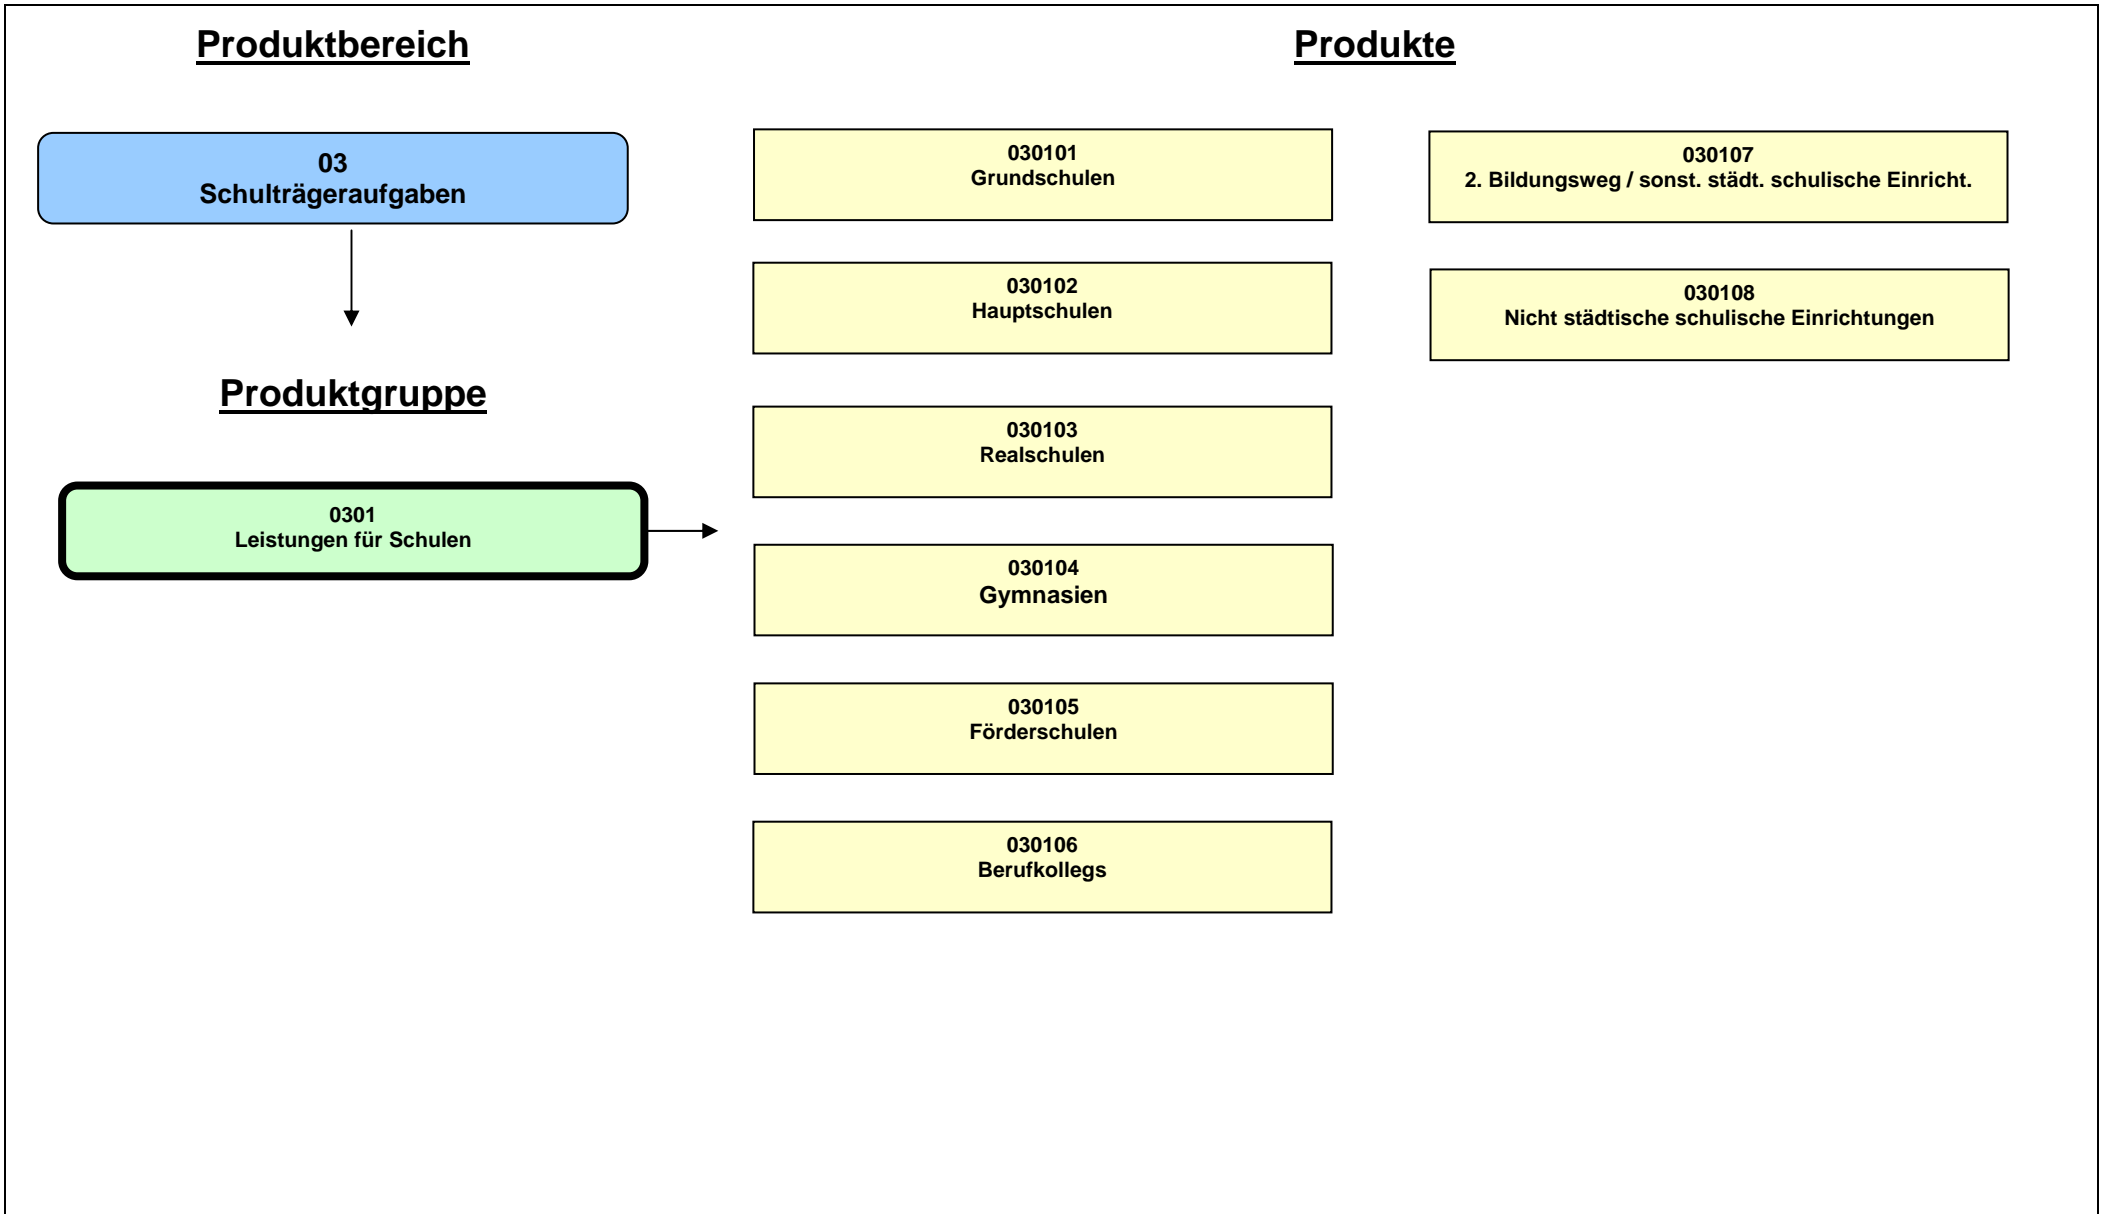 Produktbereich
03
Schulträgeraufgaben
Produktgruppe
0301
Leistungen für Schulen
Produkte
030101
Grundschulen
030102
Hauptschulen
030103
Realschulen
030104
Gymnasien
030105
Förderschulen
030106
Berufkollegs
030107
2. Bildungsweg / sonst. städt. schulische Einricht.
030108
Nicht städtische schulische Einrichtungen